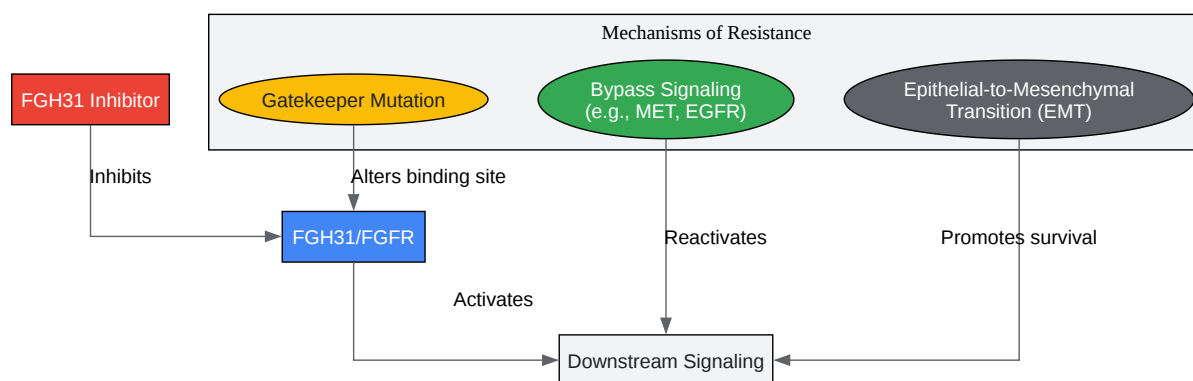 Mechanisms of Resistance
FGH31 Inhibitor
Gatekeeper Mutation
Bypass Signaling
(e.g., MET, EGFR)
Epithelial-to-Mesenchymal
Transition (EMT)
Inhibits
Alters binding site
FGH31/FGFR
Reactivates
Promotes survival
Activates
Downstream Signaling